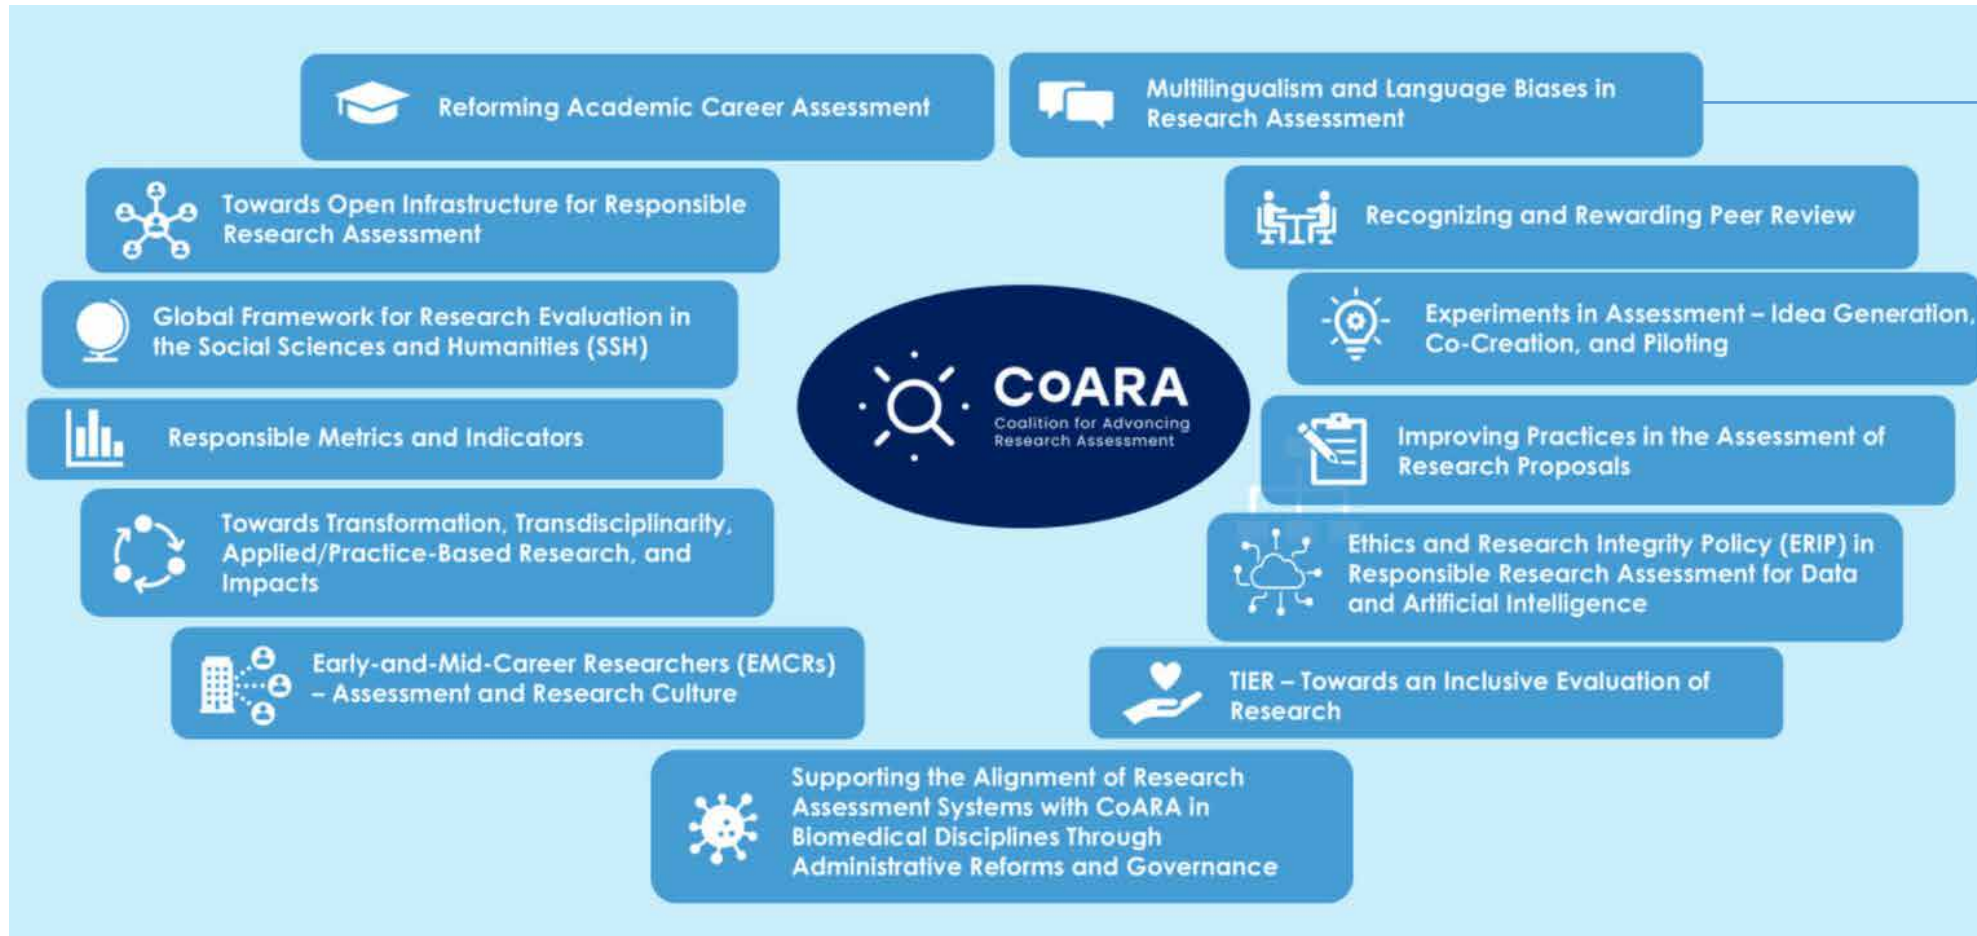 Reforming Academic Career Assessment
Multilingualism and Language Biases in
Research Assessment
Towards Open Infrastructure for Responsible
Research Assessment
Recognizing and Rewarding Peer Review
Global Framework for Research Evaluation in
the Social Sciences and Humanities (SSH)
Experiments in Assessment – Idea Generation,
Co-Creation, and Piloting
CoARA
Coalition for Advancing
Research Assessment
Responsible Metrics and Indicators
Improving Practices in the Assessment of
Research Proposals
Towards Transformation, Transdisciplinarity,
Applied/Practice-Based Research, and
Impacts
Ethics and Research Integrity Policy (ERIP) in
Responsible Research Assessment for Data
and Artificial Intelligence
Early-and-Mid-Career Researchers (EMCRs)
– Assessment and Research Culture
TIER – Towards an Inclusive Evaluation of
Research
Supporting the Alignment of Research
Assessment Systems with CoARA in
Biomedical Disciplines Through
Administrative Reforms and Governance